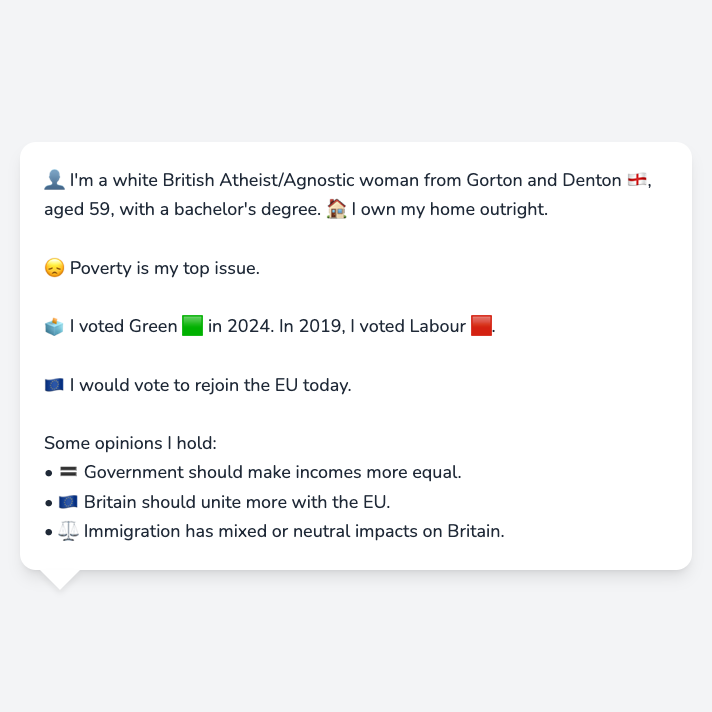 👤 I'm a white British Atheist/Agnostic woman from Gorton and Denton 🏴󠁧󠁢󠁥󠁮󠁧󠁿,
aged 59, with a bachelor's degree. 🏠 I own my home outright.
😞 Poverty is my top issue.
🗳️ I voted Green 🟩 in 2024. In 2019, I voted Labour 🟥.
🇪🇺 I would vote to rejoin the EU today.
Some opinions I hold:
• 🟰 Government should make incomes more equal.
• 🇪🇺 Britain should unite more with the EU.
• ⚖️ Immigration has mixed or neutral impacts on Britain.